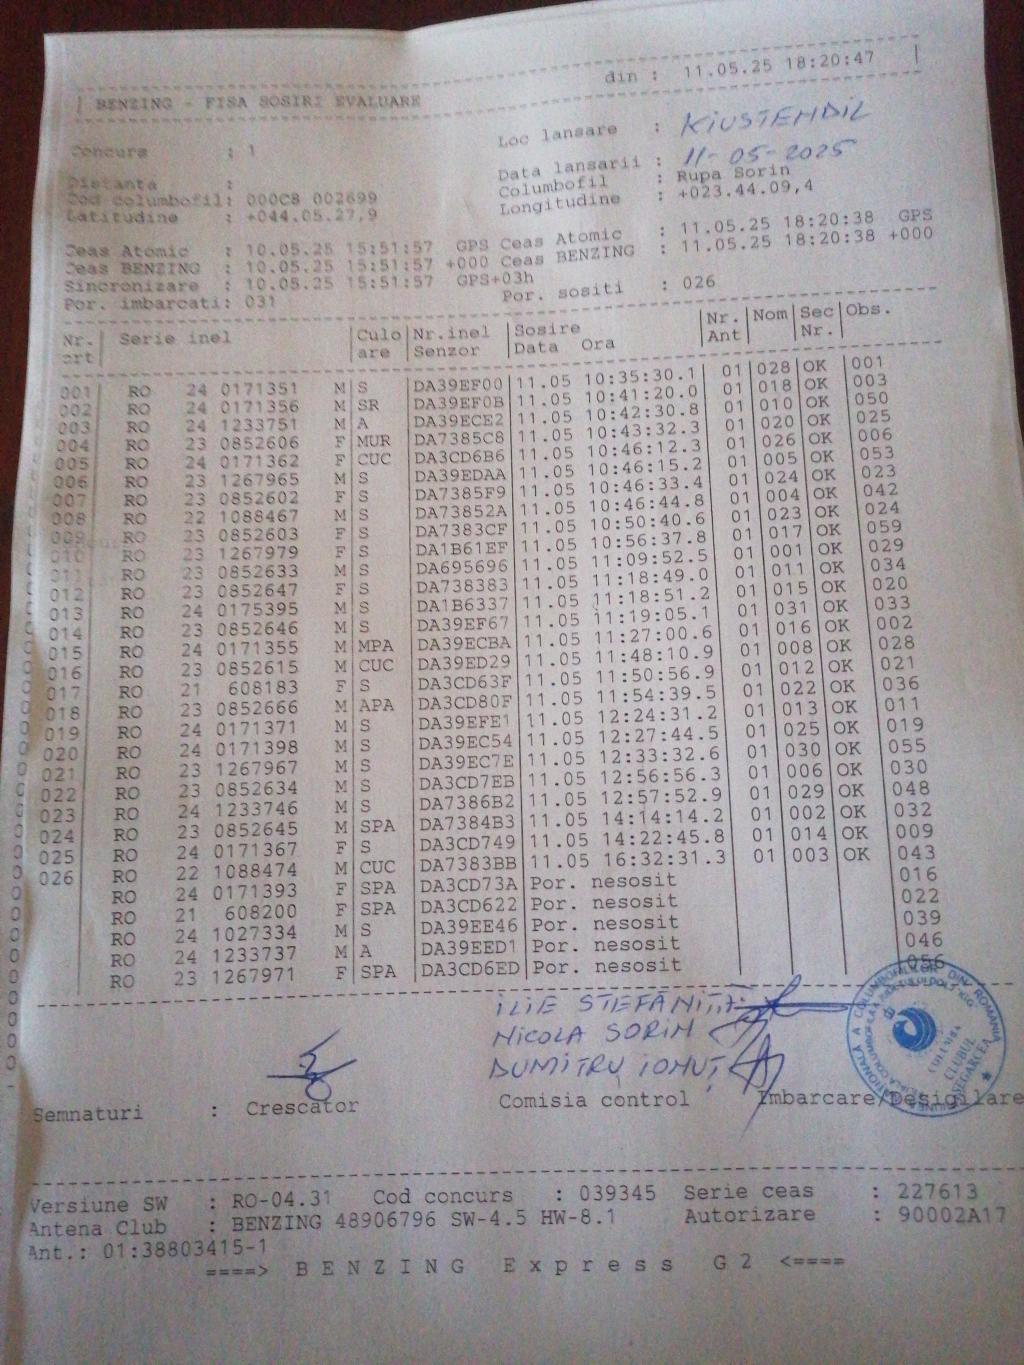 BENZING - FISA SOSIRI EVALUARE din : 11.05.25 18:20:47
Concurs : 1 Loc lansare : KIUSTENDIL
Data lansarii : 11-05-2025
Distanta : Columbofil : Rupa Sorin
Cod columbofil: 000C8 002699 Longitudine : +023.44.09,4
Latitudine : +044.05.27,9
Ceas Atomic : 10.05.25 15:51:57 GPS Ceas Atomic : 11.05.25 18:20:38 GPS
Ceas BENZING : 10.05.25 15:51:57 +000 Ceas BENZING : 11.05.25 18:20:38 +000
Sincronizare : 10.05.25 15:51:57 GPS+03h
Por. imbarcati: 031 Por. sositi : 026
Nr. Serie inel Culo Nr.inel Sosire Nr. Nom Sec Obs.
crt are Senzor Data Ora Ant Nr.
001 RO 24 0171351 M S DA39EF00 11.05 10:35:30.1 01 028 OK 001
002 RO 24 0171356 M SR DA39EF0B 11.05 10:41:20.0 01 018 OK 003
003 RO 24 1233751 M A DA39ECE2 11.05 10:42:30.8 01 010 OK 050
004 RO 23 0852606 F MUR DA7385C8 11.05 10:43:32.3 01 020 OK 025
005 RO 24 0171362 F CUC DA3CD6B6 11.05 10:46:12.3 01 026 OK 006
006 RO 23 1267965 M S DA39EDAA 11.05 10:46:15.2 01 005 OK 053
007 RO 23 0852602 F S DA7385F9 11.05 10:46:33.4 01 024 OK 023
008 RO 22 1088467 M S DA73852A 11.05 10:46:44.8 01 004 OK 042
009 RO 23 0852603 F S DA7383CF 11.05 10:50:40.6 01 023 OK 024
010 RO 23 1267979 F S DA1B61EF 11.05 10:56:37.8 01 017 OK 059
011 RO 23 0852633 M S DA695696 11.05 11:09:52.5 01 001 OK 029
012 RO 23 0852647 F S DA738383 11.05 11:18:49.0 01 011 OK 034
013 RO 24 0175395 M S DA1B6337 11.05 11:18:51.2 01 015 OK 020
014 RO 23 0852646 M S DA39EF67 11.05 11:19:05.1 01 031 OK 033
015 RO 24 0171355 M MPA DA39ECBA 11.05 11:27:00.6 01 016 OK 002
016 RO 23 0852615 M CUC DA39ED29 11.05 11:48:10.9 01 008 OK 028
017 RO 21 608183 F S DA3CD63F 11.05 11:50:56.9 01 012 OK 021
018 RO 23 0852666 M APA DA3CD80F 11.05 11:54:39.5 01 022 OK 036
019 RO 24 0171371 M S DA39EFE1 11.05 12:24:31.2 01 013 OK 011
020 RO 24 0171398 M S DA39EC54 11.05 12:27:44.5 01 025 OK 019
021 RO 23 1267967 M S DA39EC7E 11.05 12:33:32.6 01 030 OK 055
022 RO 23 0852634 M S DA3CD7EB 11.05 12:56:56.3 01 006 OK 030
023 RO 24 1233746 M S DA7386B2 11.05 12:57:52.9 01 029 OK 048
024 RO 23 0852645 M SPA DA7384B3 11.05 14:14:14.2 01 002 OK 032
025 RO 24 0171367 F S DA3CD749 11.05 14:22:45.8 01 014 OK 009
026 RO 22 1088474 M CUC DA7383BB 11.05 16:32:31.3 01 003 OK 043
RO 24 0171393 F SPA DA3CD73A Por. nesosit 016
RO 21 608200 F SPA DA3CD622 Por. nesosit 022
RO 24 1027334 M S DA39EE46 Por. nesosit 039
RO 24 1233737 M A DA39EED1 Por. nesosit 046
RO 23 1267971 F SPA DA3CD6ED Por. nesosit 056
ILIE STEFĂNIȚĂ
NICOLA SORIN
DUMITRU IONUȚ
CLUBUL
SEGARCEA
Semnaturi : Crescator Comisia control Imbarcare/Desigilare
Versiune SW : RO-04.31 Cod concurs : 039345 Serie ceas : 227613
Antena Club : BENZING 48906796 SW-4.5 HW-8.1 Autorizare : 90002A17
Ant.: 01:38803415-1
====> BENZING Express G2 <====